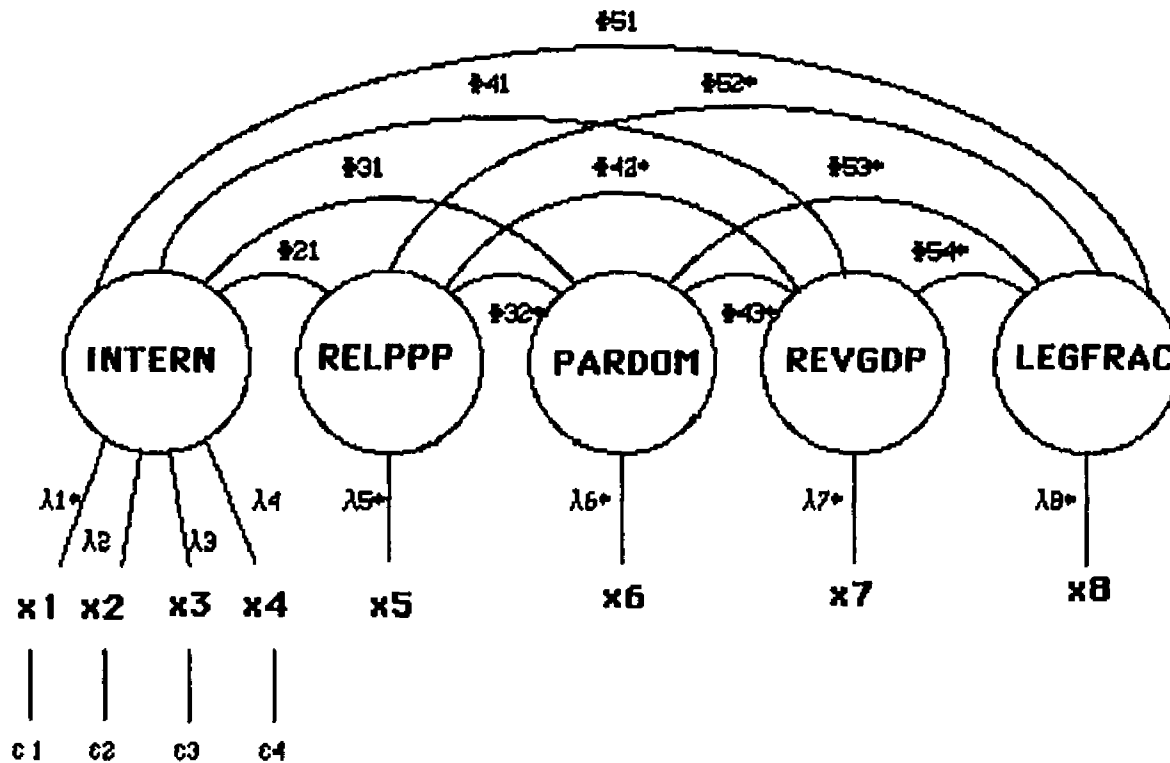 Φ51
Φ41 Φ52*
Φ31 Φ42* Φ53*
Φ21 Φ54*
Φ32* Φ43*
INTERN RELPPP PARDOM REVGDP LEGFRAC
λ1* λ4 λ5* λ6* λ7* λ8*
λ2 λ3
x1 x2 x3 x4 x5 x6 x7 x8
e1 e2 e3 e4